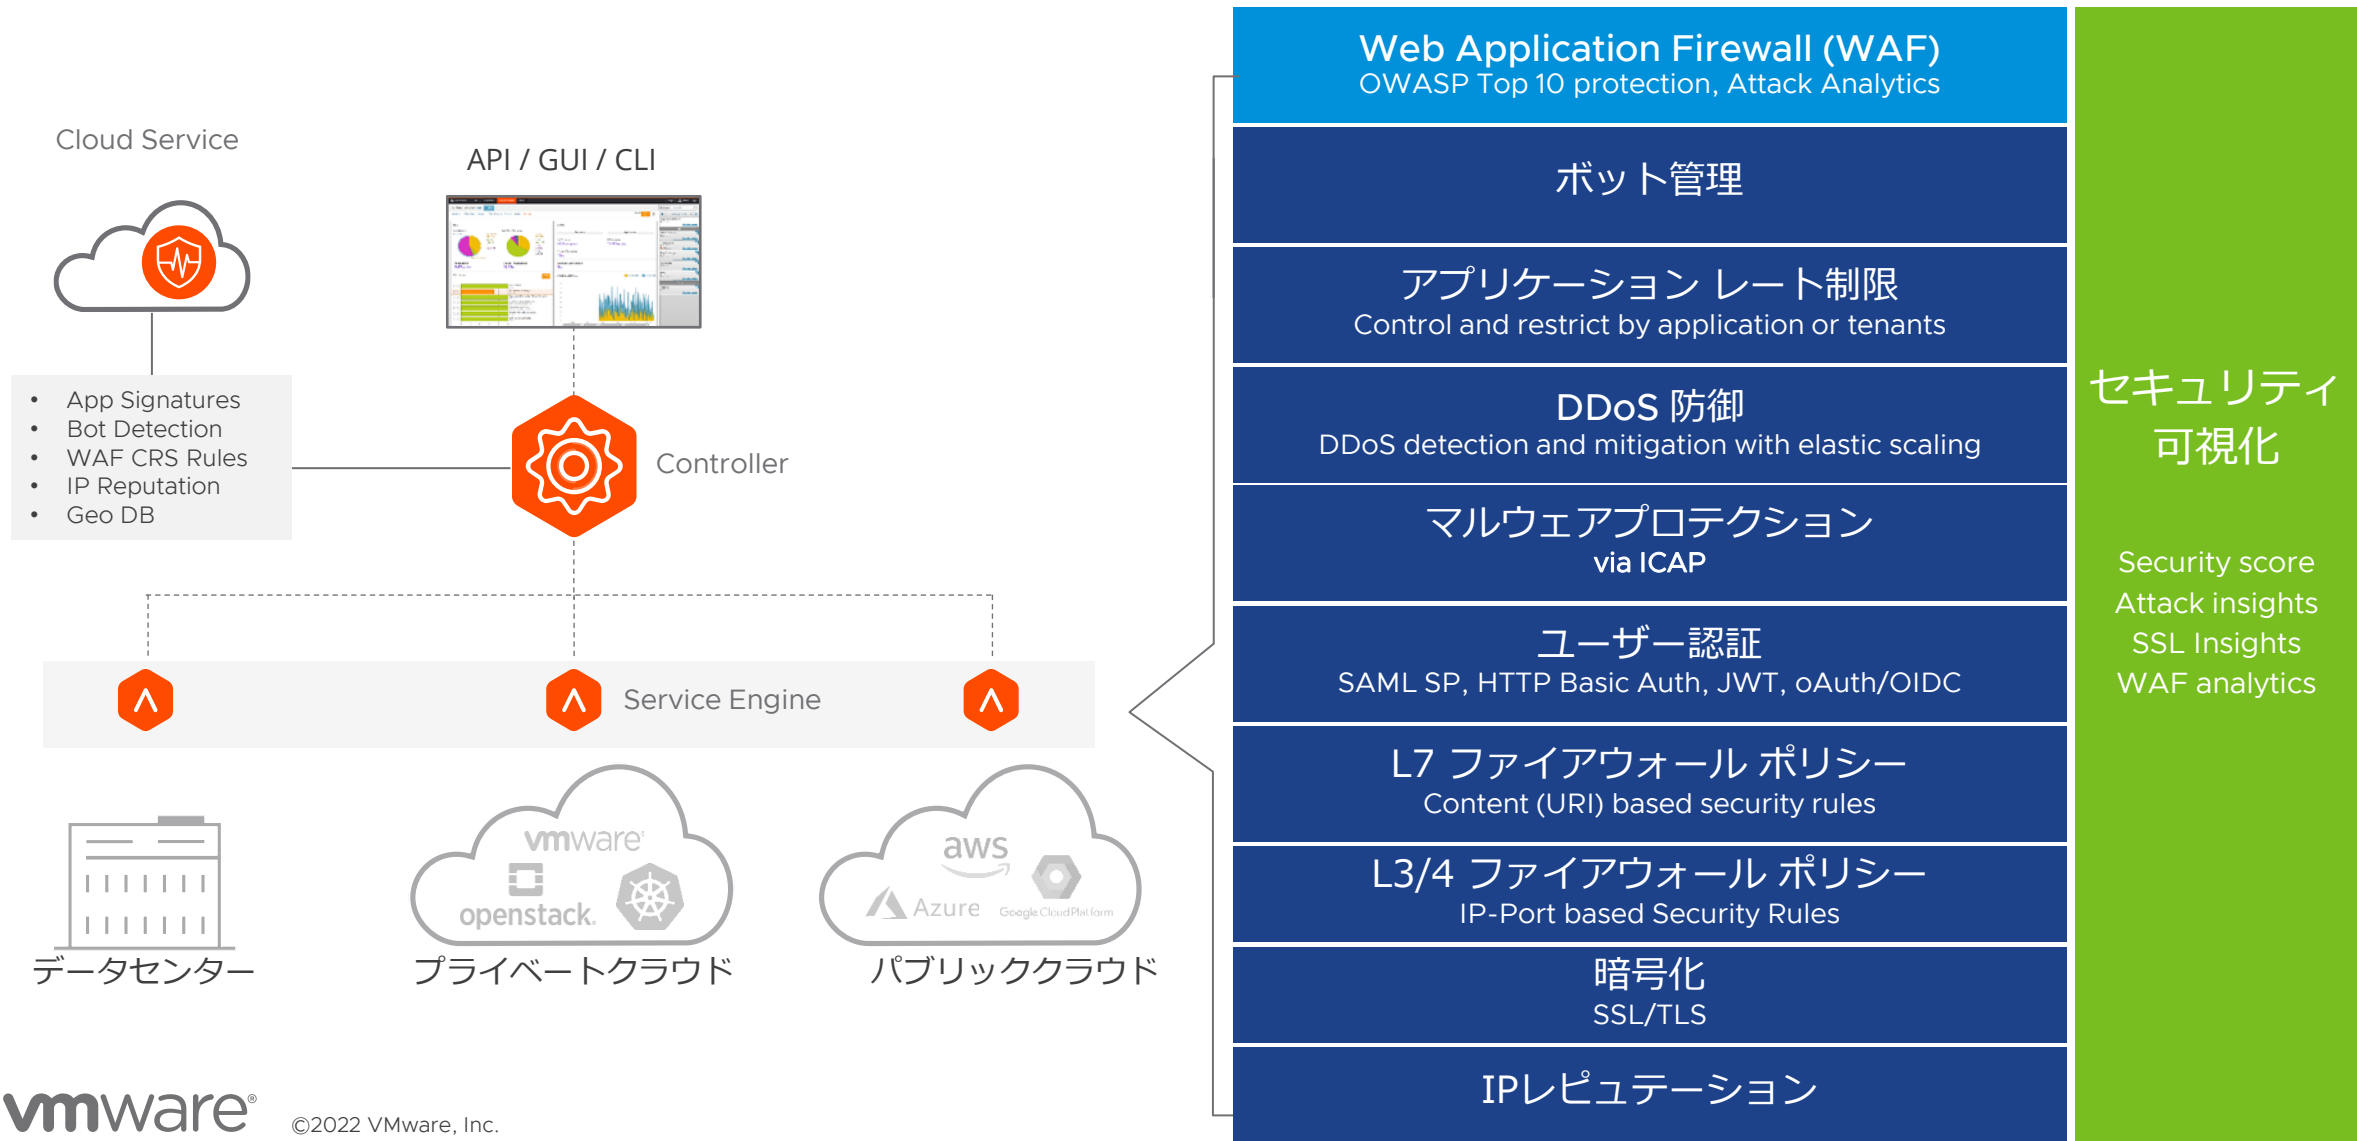 Cloud Service
• App Signatures
• Bot Detection
• WAF CRS Rules
• IP Reputation
• Geo DB
API / GUI / CLI
Controller
Service Engine
データセンター
vmware
openstack.
プライベートクラウド
aws
Azure
Google Cloud Platform
パブリッククラウド
Web Application Firewall (WAF)
OWASP Top 10 protection, Attack Analytics
ボット管理
アプリケーション レート制限
Control and restrict by application or tenants
DDoS 防御
DDoS detection and mitigation with elastic scaling
マルウェアプロテクション
via ICAP
ユーザー認証
SAML SP, HTTP Basic Auth, JWT, oAuth/OIDC
L7 ファイアウォール ポリシー
Content (URI) based security rules
L3/4 ファイアウォール ポリシー
IP-Port based Security Rules
暗号化
SSL/TLS
IPレピュテーション
セキュリティ
可視化
Security score
Attack insights
SSL Insights
WAF analytics
vmware®
©2022 VMware, Inc.